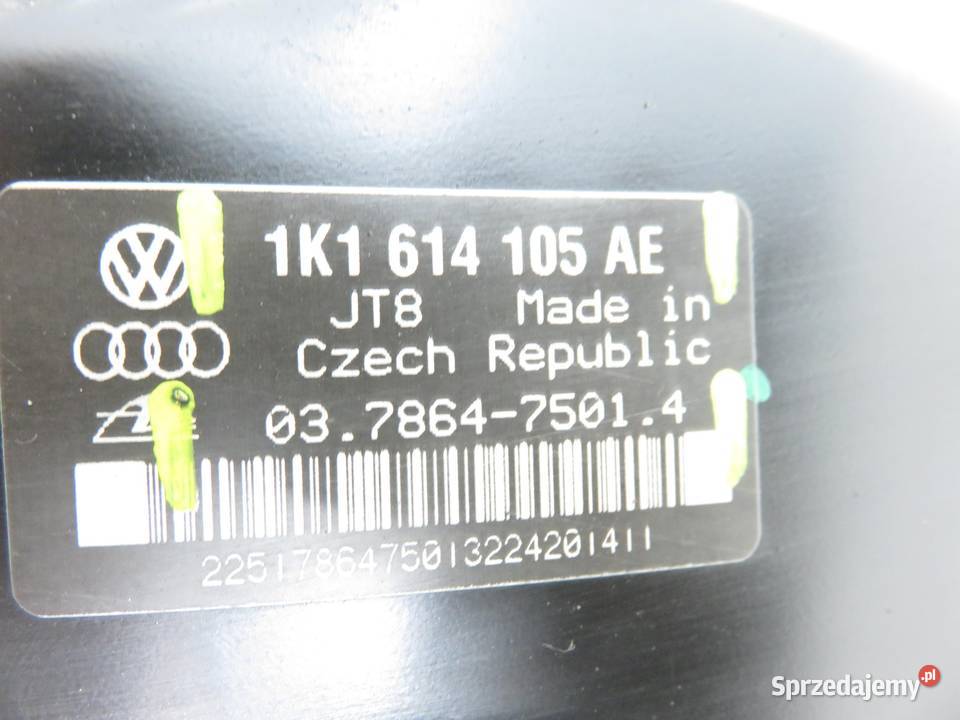 1K1 614 105 AE
JT8 Made in
Czech Republic
03.7864-7501.4
2251786475013224201411
Sprzedajemy.pl